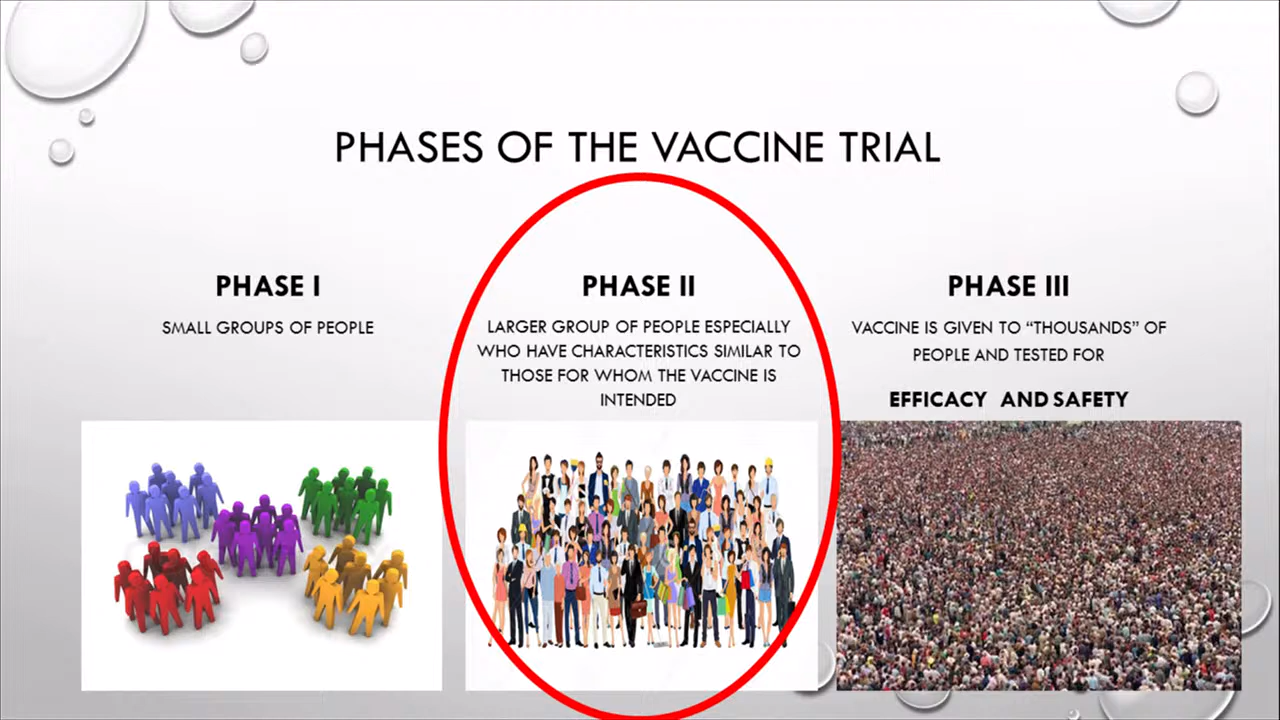 PHASES OF THE VACCINE TRIAL
PHASE I
SMALL GROUPS OF PEOPLE
PHASE II
LARGER GROUP OF PEOPLE ESPECIALLY
WHO HAVE CHARACTERISTICS SIMILAR TO
THOSE FOR WHOM THE VACCINE IS
INTENDED
PHASE III
VACCINE IS GIVEN TO “THOUSANDS” OF
PEOPLE AND TESTED FOR
EFFICACY AND SAFETY